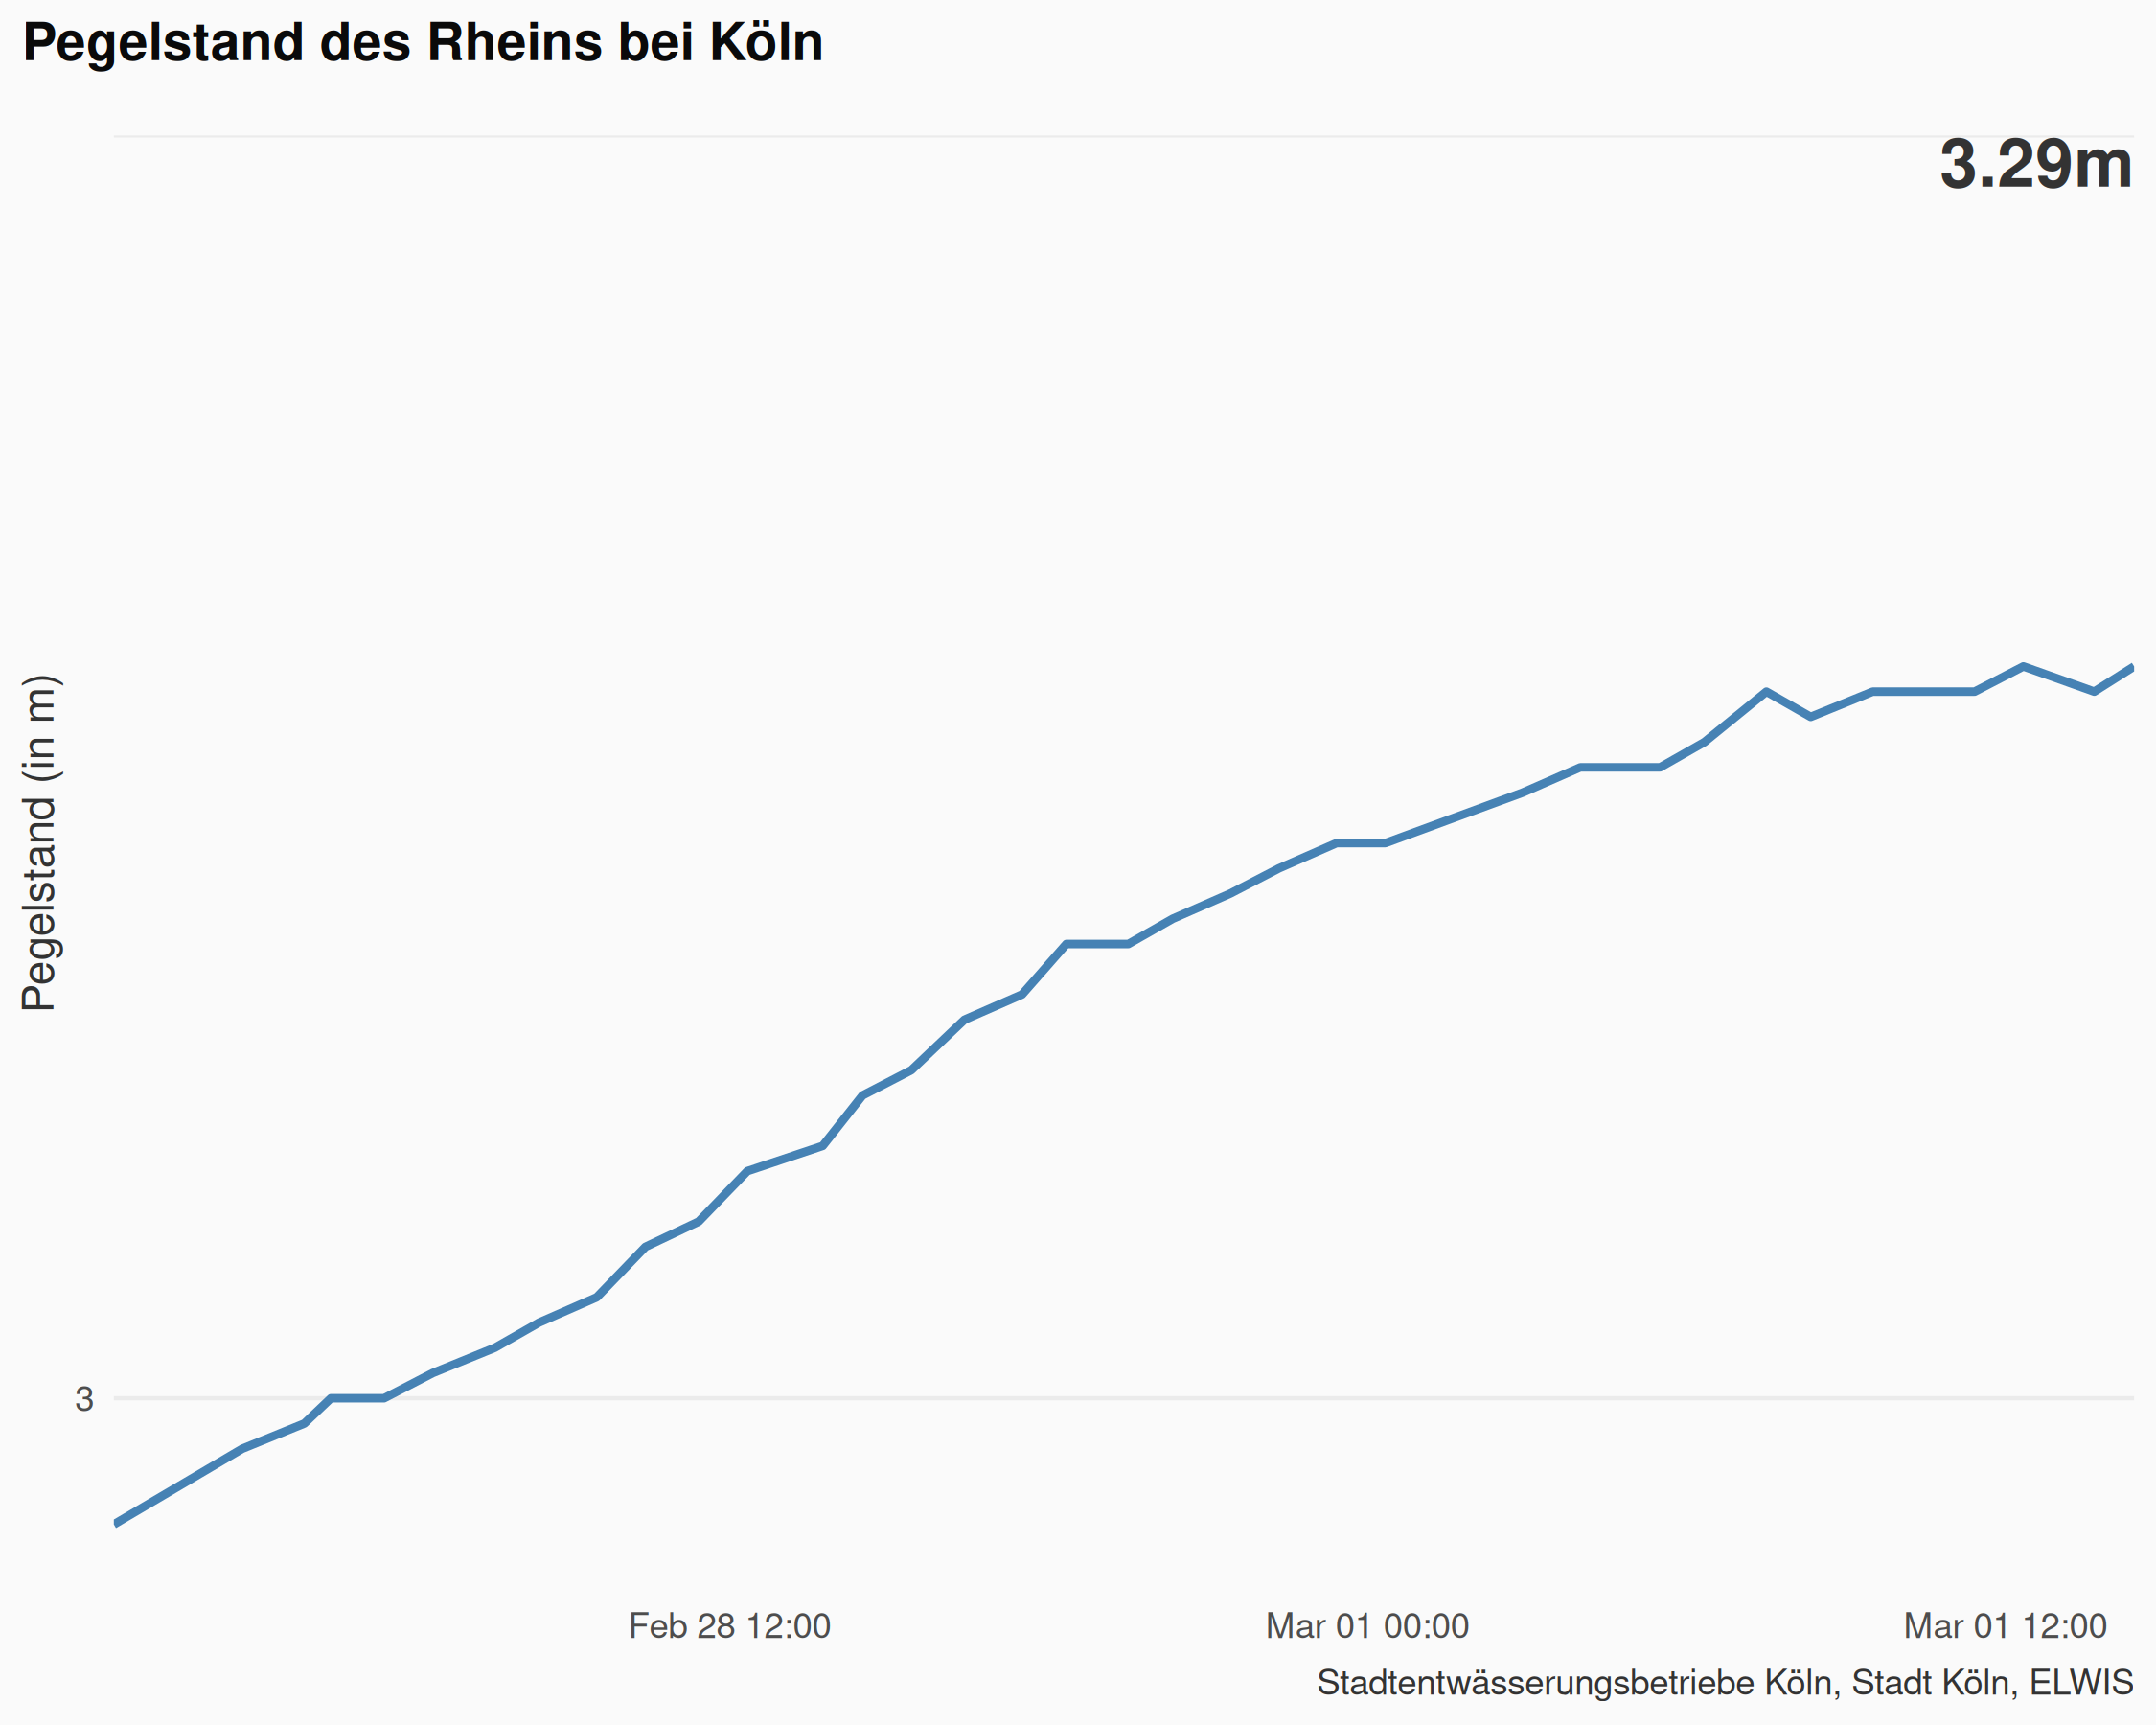 Pegelstand des Rheins bei Köln
3.29m
Pegelstand (in m)
3
Feb 28 12:00
Mar 01 00:00
Mar 01 12:00
Stadtentwässerungsbetriebe Köln, Stadt Köln, ELWIS